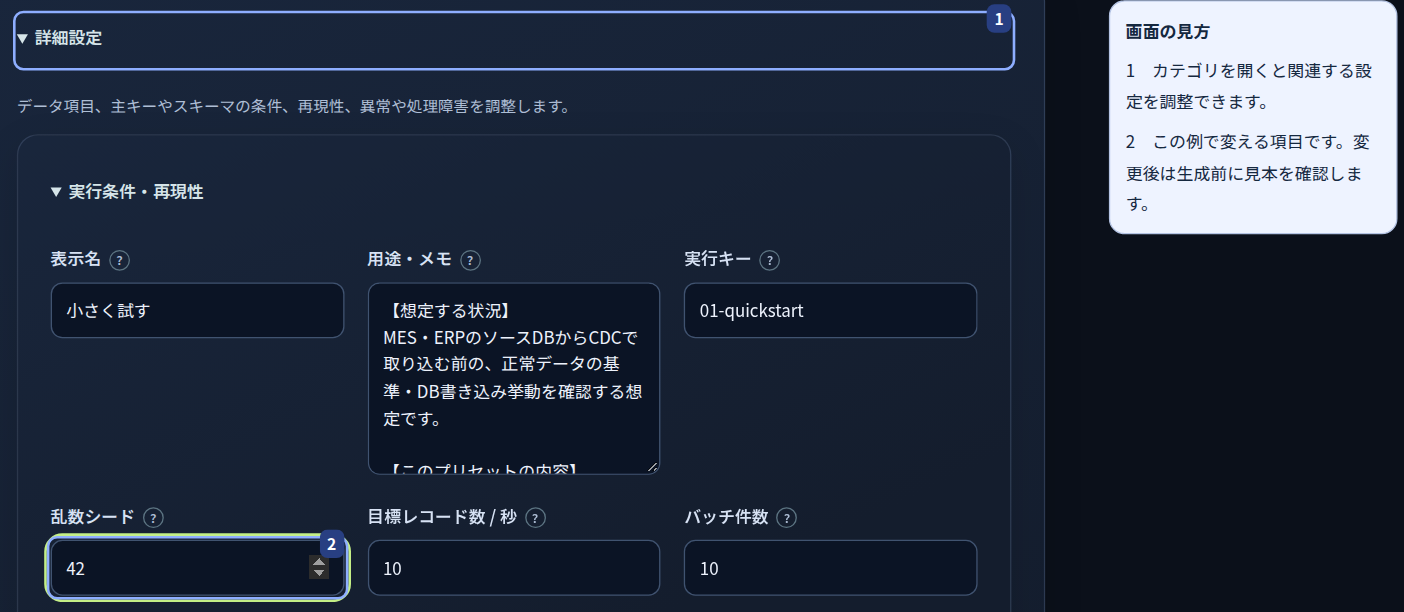 1
▼ 詳細設定
データ項目、主キーやスキーマの条件、再現性、異常や処理障害を調整します。
▼ 実行条件・再現性
表示名 ?
小さく試す
用途・メモ ?
【想定する状況】
MES・ERPのソースDBからCDCで
取り込む前の、正常データの基
準・DB書き込み挙動を確認する想
定です。
【このプリセットの内容】
実行キー ?
01-quickstart
乱数シード ?
2
42
目標レコード数 / 秒 ?
10
バッチ件数 ?
10
画面の見方
1 カテゴリを開くと関連する設
定を調整できます。
2 この例で変える項目です。変
更後は生成前に見本を確認しま
す。